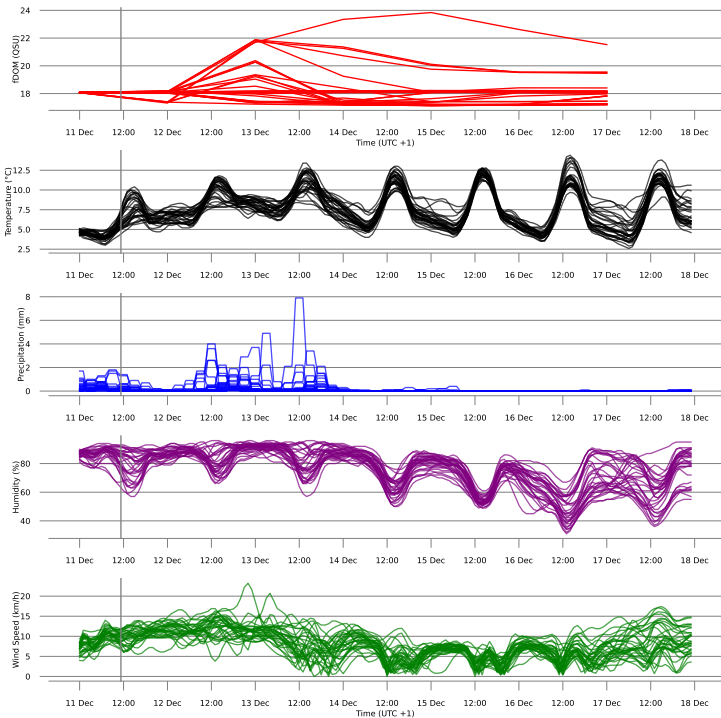 24
22
20
18
fDOM (QSU)
11 Dec 12:00 12 Dec 12:00 13 Dec 12:00 14 Dec 12:00 15 Dec 12:00 16 Dec 12:00 17 Dec 12:00 18 Dec
Time (UTC +1)
12.5
10.0
7.5
5.0
2.5
Temperature (°C)
11 Dec 12:00 12 Dec 12:00 13 Dec 12:00 14 Dec 12:00 15 Dec 12:00 16 Dec 12:00 17 Dec 12:00 18 Dec
8
6
4
2
0
Precipitation (mm)
11 Dec 12:00 12 Dec 12:00 13 Dec 12:00 14 Dec 12:00 15 Dec 12:00 16 Dec 12:00 17 Dec 12:00 18 Dec
80
60
40
Humidity (%)
11 Dec 12:00 12 Dec 12:00 13 Dec 12:00 14 Dec 12:00 15 Dec 12:00 16 Dec 12:00 17 Dec 12:00 18 Dec
20
15
10
5
0
Wind Speed (km/h)
11 Dec 12:00 12 Dec 12:00 13 Dec 12:00 14 Dec 12:00 15 Dec 12:00 16 Dec 12:00 17 Dec 12:00 18 Dec
Time (UTC +1)